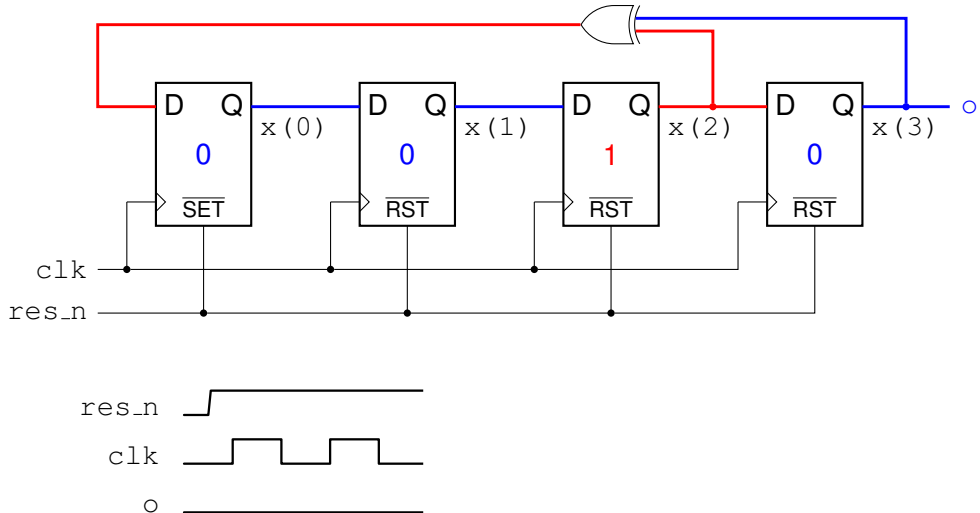 D Q D Q D Q D Q o
x(0) x(1) x(2) x(3)
0 0 1 0
SET RST RST RST
clk
res_n
res_n
clk
o